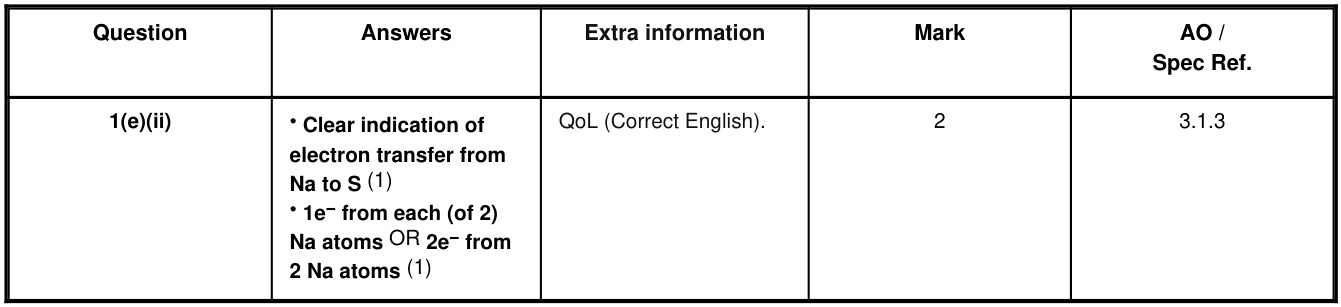 Question Answers Extra information Mark AO /
Spec Ref.
1(e)(ii) • Clear indication of QoL (Correct English). 2 3.1.3
electron transfer from
Na to S (1)
• 1e⁻ from each (of 2)
Na atoms OR 2e⁻ from
2 Na atoms (1)